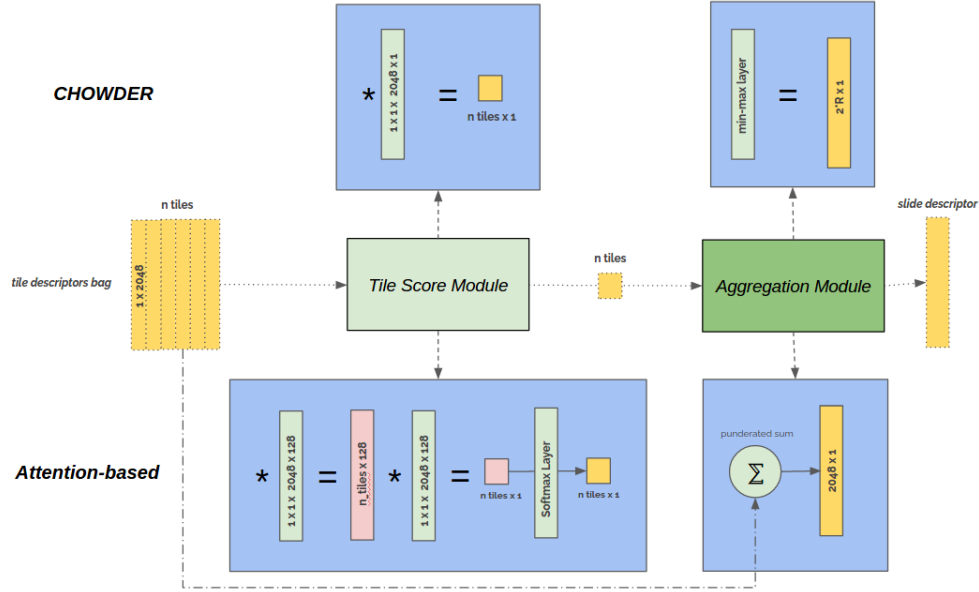 CHOWDER
*
1 x 1 x 2048 x 1
=
n tiles x 1
min-max layer
=
2*R x 1
n tiles
tile descriptors bag
1 x 2048
Tile Score Module
n tiles
Aggregation Module
slide descriptor
Attention-based
*
1 x 1 x 2048 x 128
=
n_tiles x 128
*
1 x 1 x 2048 x 128
=
n tiles x 1
Softmax Layer
n tiles x 1
punderated sum
Σ
2048 x 1